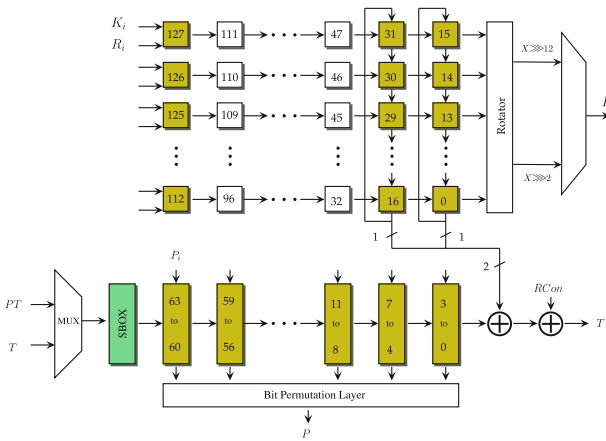 K_i
R_i
127 111 47 31 15
126 110 46 30 14
125 109 45 29 13
112 96 32 16 0
Rotator
X⋙12
X⋙2
1
1
2
P_i
RCon
PT
T
MUX
SBOX
63 to 60
59 to 56
11 to 8
7 to 4
3 to 0
T
Bit Permutation Layer
P